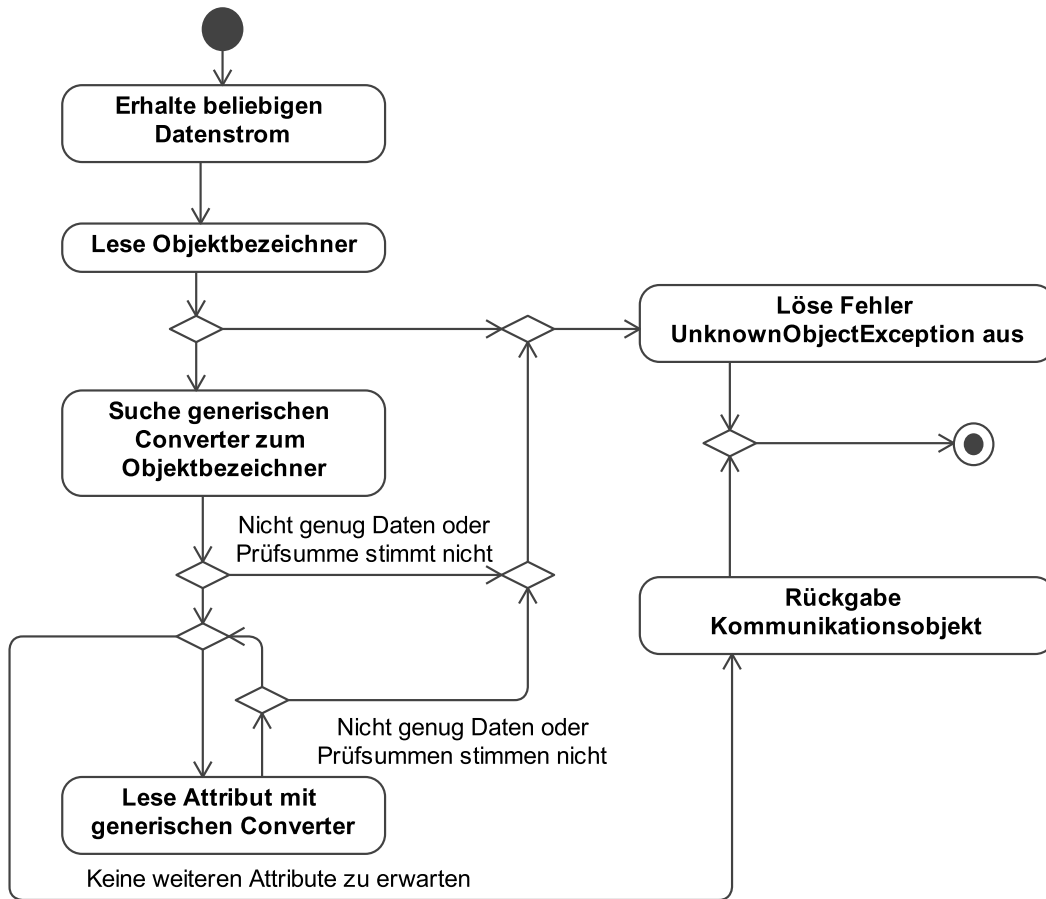 Erhalte beliebigen
Datenstrom
Lese Objektbezeichner
Löse Fehler
UnknownObjectException aus
Suche generischen
Converter zum
Objektbezeichner
Nicht genug Daten oder
Prüfsumme stimmt nicht
Rückgabe
Kommunikationsobjekt
Nicht genug Daten oder
Prüfsummen stimmen nicht
Lese Attribut mit
generischen Converter
Keine weiteren Attribute zu erwarten